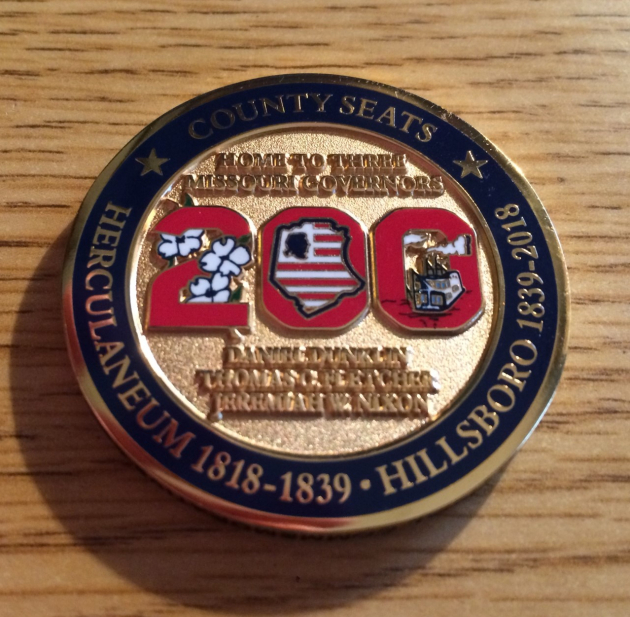 COUNTY SEATS
HOME TO THREE
MISSOURI GOVERNORS
200
DANIEL DUNKLIN
THOMAS C. FLETCHER
JEREMIAH W. NIXON
HERCULANEUM 1818-1839 • HILLSBORO 1839-2018